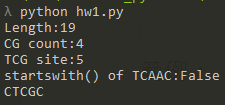 λ python hw1.py
Length:19
CG count:4
TCG site:5
startswith() of TCAAC:False
CTCGC